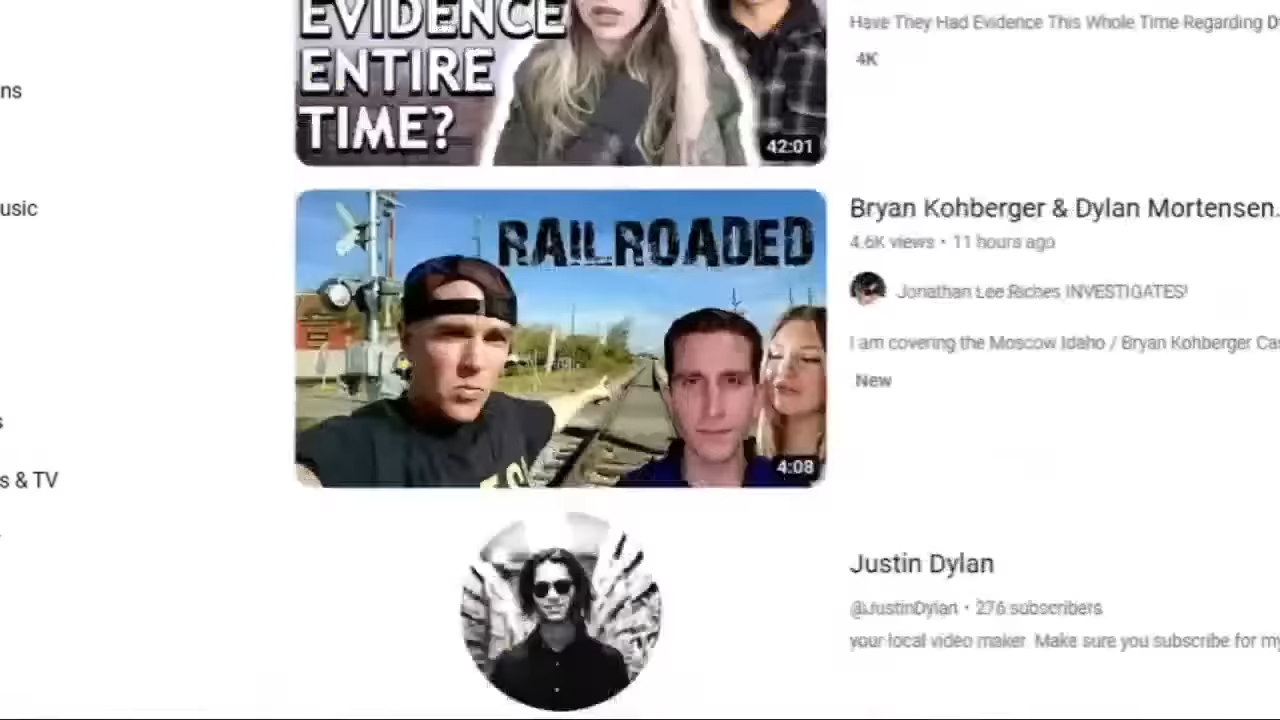 EVIDENCE
ENTIRE
TIME?
42:01
Have They Had Evidence This Whole Time Regarding D
4K
ns
usic
s
s & TV
RAILROADED
4:08
Bryan Kohberger & Dylan Mortensen.
4.6K views • 11 hours ago
Jonathan Lee Riches INVESTIGATES!
I am covering the Moscow Idaho / Bryan Kohberger Cas
New
Justin Dylan
@JustinDylan • 276 subscribers
your local video maker. Make sure you subscribe for my